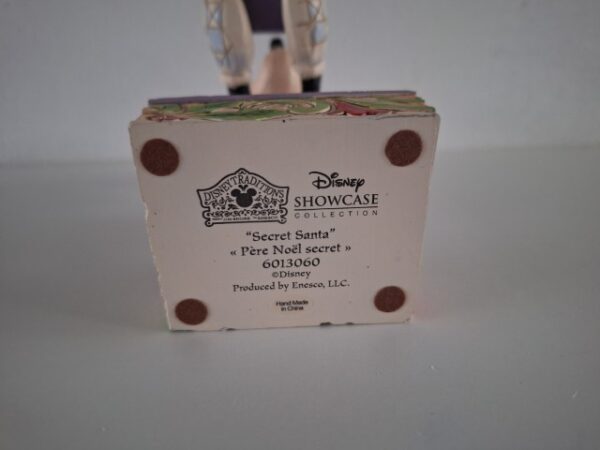 DISNEY TRADITIONS
Disney
SHOWCASE
COLLECTION
"Secret Santa"
« Père Noël secret »
6013060
©Disney
Produced by Enesco, LLC.
Hand Made
in China